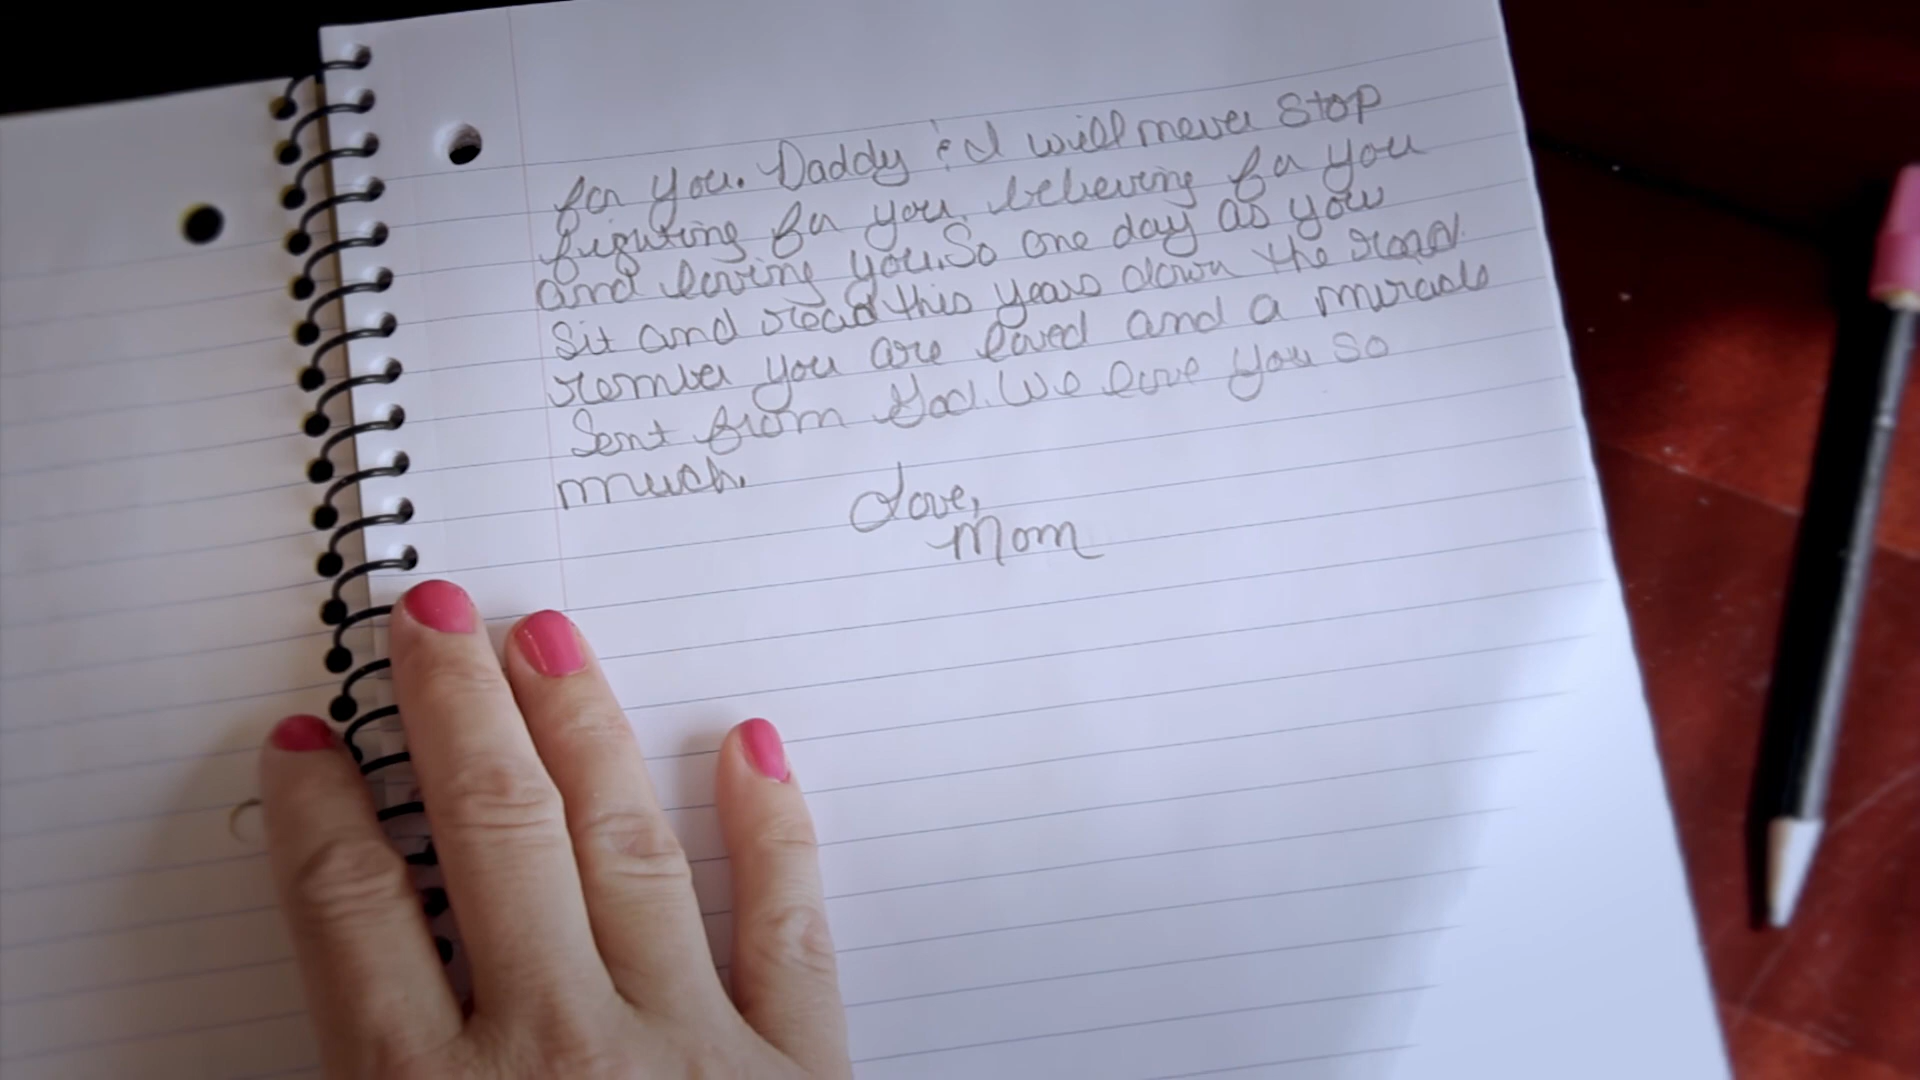 for you. Daddy & I will never stop
fighting for you, believing for you
and loving you. So one day as you
sit and read this years down the road
rember you are loved and a miracle
sent from God. We love you so
much.
Love,
Mom